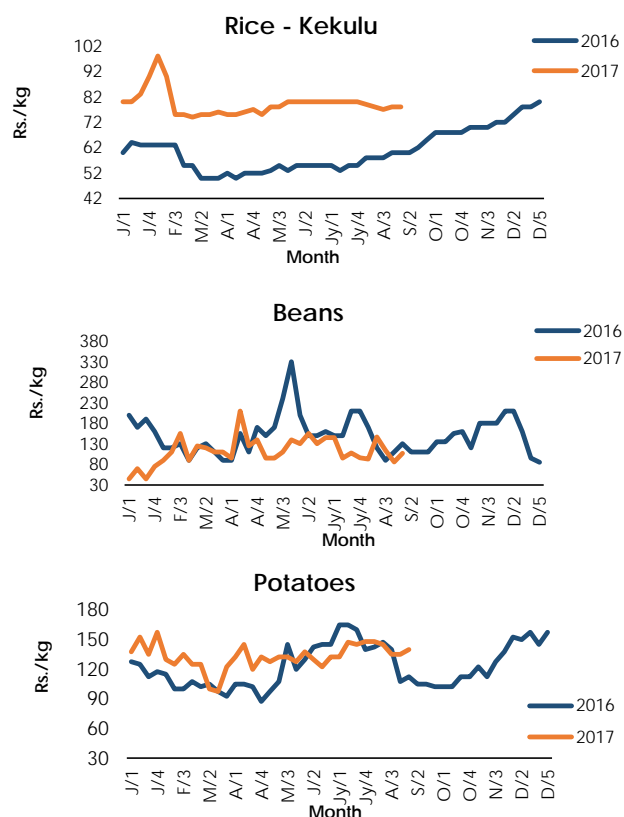 Rice - Kekulu
2016
2017
Rs./kg
102
92
82
72
62
52
42
J/1 J/4 F/3 M/2 A/1 A/4 M/3 J/2 Jy/1 Jy/4 A/3 S/2 O/1 O/4 N/3 D/2 D/5
Month
Beans
2016
2017
Rs./kg
380
330
280
230
180
130
80
30
J/1 J/4 F/3 M/2 A/1 A/4 M/3 J/2 Jy/1 Jy/4 A/3 S/2 O/1 O/4 N/3 D/2 D/5
Month
Potatoes
Rs./kg
180
150
120
90
60
30
2016
2017
J/1 J/4 F/3 M/2 A/1 A/4 M/3 J/2 Jy/1 Jy/4 A/3 S/2 O/1 O/4 N/3 D/2 D/5
Month